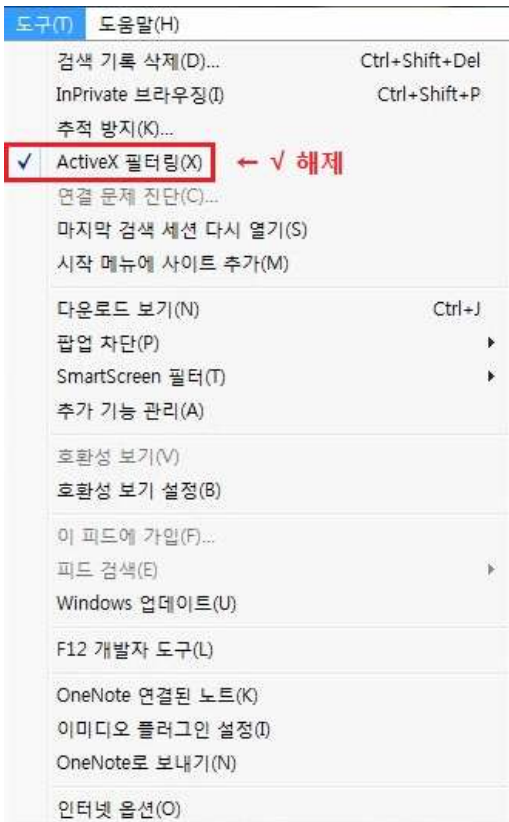 도구(T) 도움말(H)
검색 기록 삭제(D)... Ctrl+Shift+Del
InPrivate 브라우징(I) Ctrl+Shift+P
추적 방지(K)...
✓ ActiveX 필터링(X) ← √ 해제
연결 문제 진단(C)...
마지막 검색 세션 다시 열기(S)
시작 메뉴에 사이트 추가(M)
다운로드 보기(N) Ctrl+J
팝업 차단(P)
SmartScreen 필터(T)
추가 기능 관리(A)
호환성 보기(V)
호환성 보기 설정(B)
이 피드에 가입(F)...
피드 검색(E)
Windows 업데이트(U)
F12 개발자 도구(L)
OneNote 연결된 노트(K)
이미디오 플러그인 설정(I)
OneNote로 보내기(N)
인터넷 옵션(O)